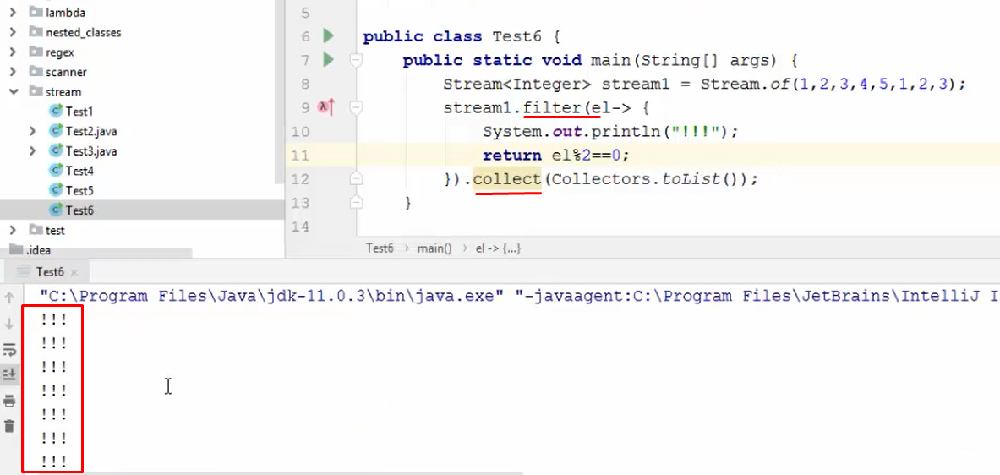 lambda
nested_classes
regex
scanner
stream
Test1
Test2.java
Test3.java
Test4
Test5
Test6
test
.idea
5
6 public class Test6 {
7 public static void main(String[] args) {
8 Stream<Integer> stream1 = Stream.of(1,2,3,4,5,1,2,3);
9 stream1.filter(el-> {
10 System.out.println("!!!");
11 return el%2==0;
12 }).collect(Collectors.toList());
13 }
14
Test6 > main() > el -> {...}
Test6 ×
"C:\Program Files\Java\jdk-11.0.3\bin\java.exe" "-javaagent:C:\Program Files\JetBrains\IntelliJ I
!!!
!!!
!!!
!!!
!!!
!!!
!!!